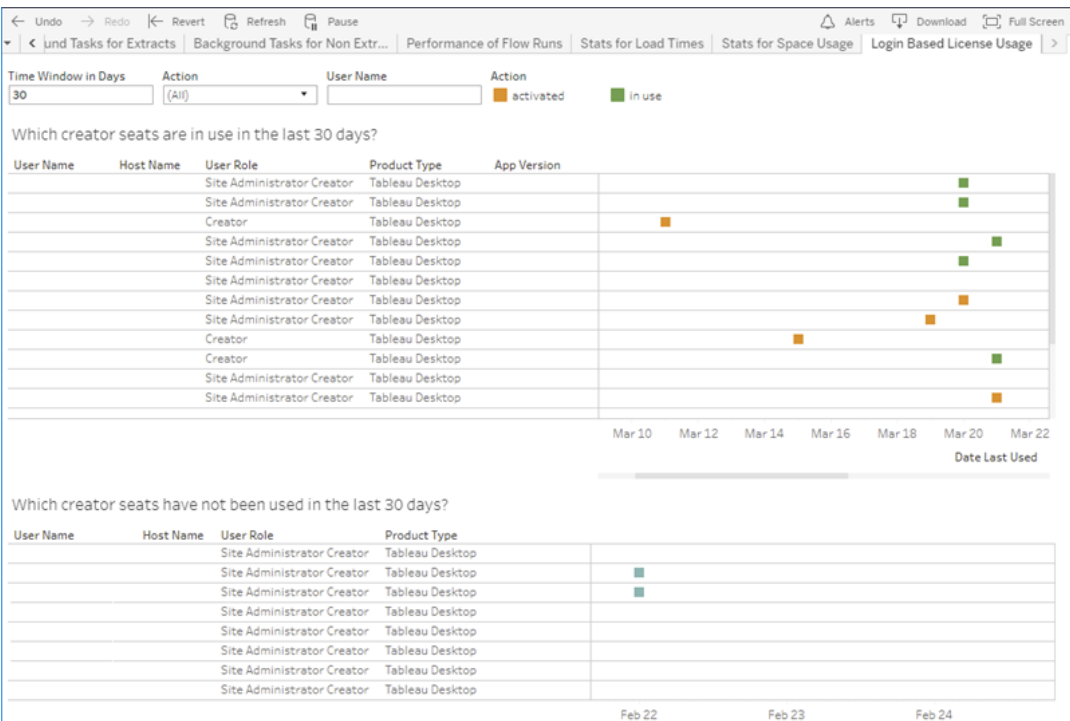 Undo Redo Revert Refresh Pause Alerts Download Full Screen
und Tasks for Extracts Background Tasks for Non Extr... Performance of Flow Runs Stats for Load Times Stats for Space Usage Login Based License Usage
Time Window in Days Action User Name Action
30 (All) activated in use
Which creator seats are in use in the last 30 days?
User Name Host Name User Role Product Type App Version
Site Administrator Creator Tableau Desktop
Site Administrator Creator Tableau Desktop
Creator Tableau Desktop
Site Administrator Creator Tableau Desktop
Site Administrator Creator Tableau Desktop
Site Administrator Creator Tableau Desktop
Site Administrator Creator Tableau Desktop
Site Administrator Creator Tableau Desktop
Creator Tableau Desktop
Creator Tableau Desktop
Site Administrator Creator Tableau Desktop
Site Administrator Creator Tableau Desktop
Mar 10 Mar 12 Mar 14 Mar 16 Mar 18 Mar 20 Mar 22
Date Last Used
Which creator seats have not been used in the last 30 days?
User Name Host Name User Role Product Type
Site Administrator Creator Tableau Desktop
Site Administrator Creator Tableau Desktop
Site Administrator Creator Tableau Desktop
Site Administrator Creator Tableau Desktop
Site Administrator Creator Tableau Desktop
Site Administrator Creator Tableau Desktop
Site Administrator Creator Tableau Desktop
Site Administrator Creator Tableau Desktop
Feb 22 Feb 23 Feb 24